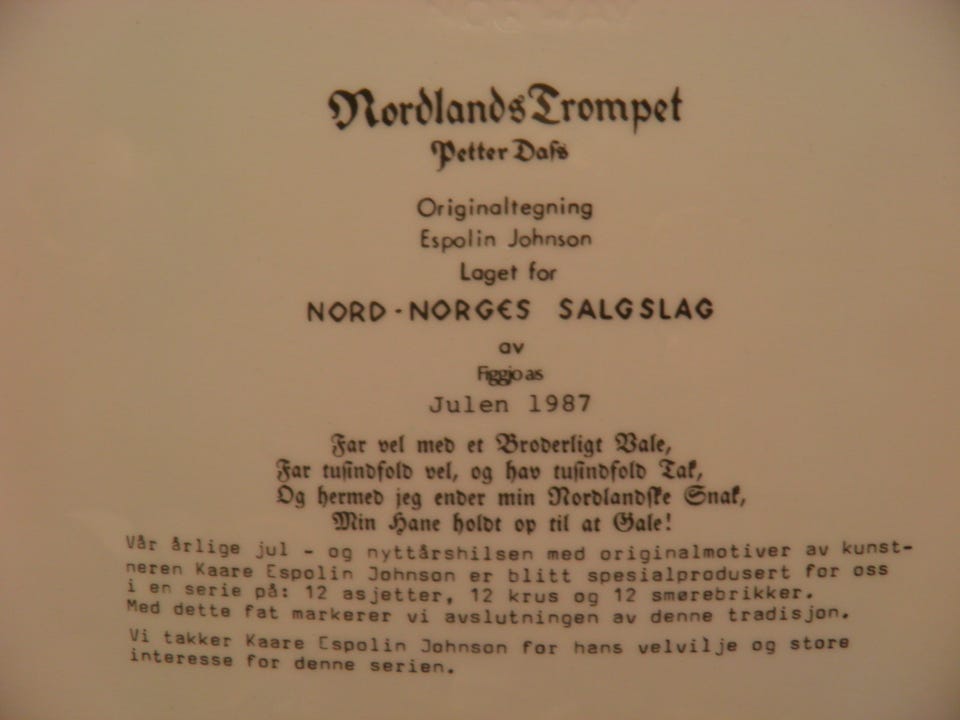 NORWAY
NordlandsTrompet
Petter Dass
Originaltegning
Espolin Johnson
Laget for
NORD-NORGES SALGSLAG
av
Figgjo as
Julen 1987
Far vel med et Broderligt Vale,
Far tusindfold vel, og hav tusindfold Tak,
Og hermed jeg ender min Nordlandske Snak,
Min Hane holdt op til at Gale!
Vår årlige jul - og nyttårshilsen med originalmotiver av kunst-
neren Kaare Espolin Johnson er blitt spesialprodusert for oss
i en serie på: 12 asjetter, 12 krus og 12 smørebrikker.
Med dette fat markerer vi avslutningen av denne tradisjon.
Vi takker Kaare Espolin Johnson for hans velvilje og store
interesse for denne serien.